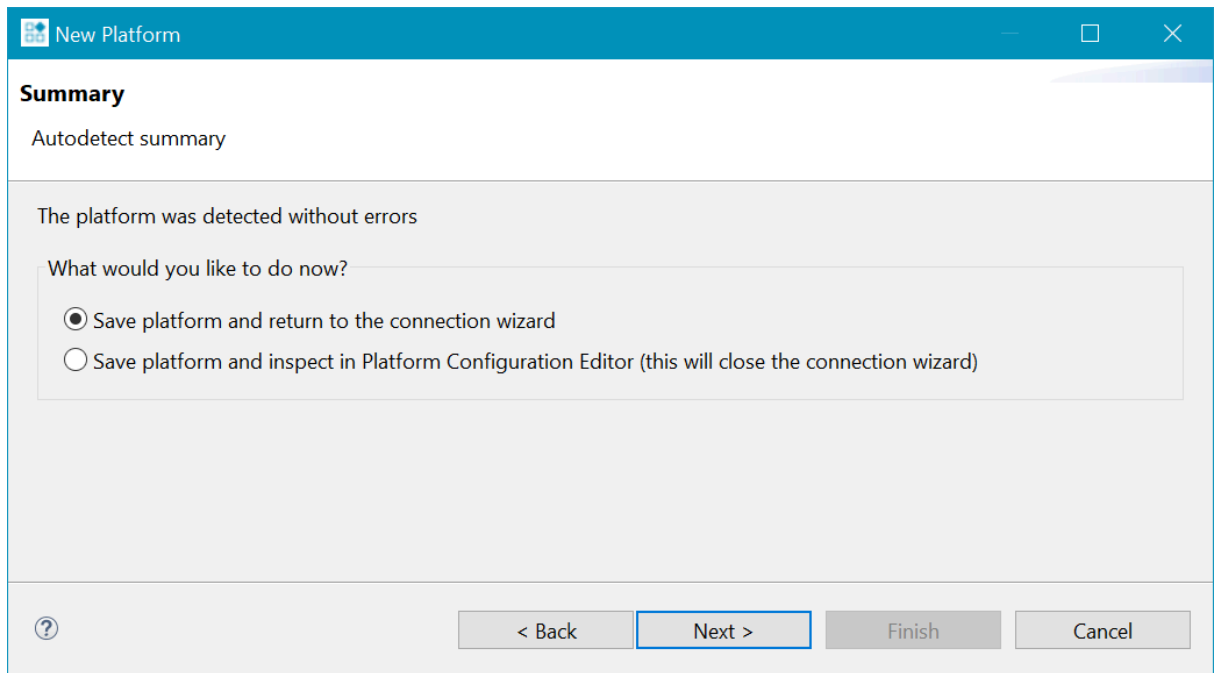 New Platform
Summary
Autodetect summary
The platform was detected without errors
What would you like to do now?
Save platform and return to the connection wizard
Save platform and inspect in Platform Configuration Editor (this will close the connection wizard)
?
< Back
Next >
Finish
Cancel